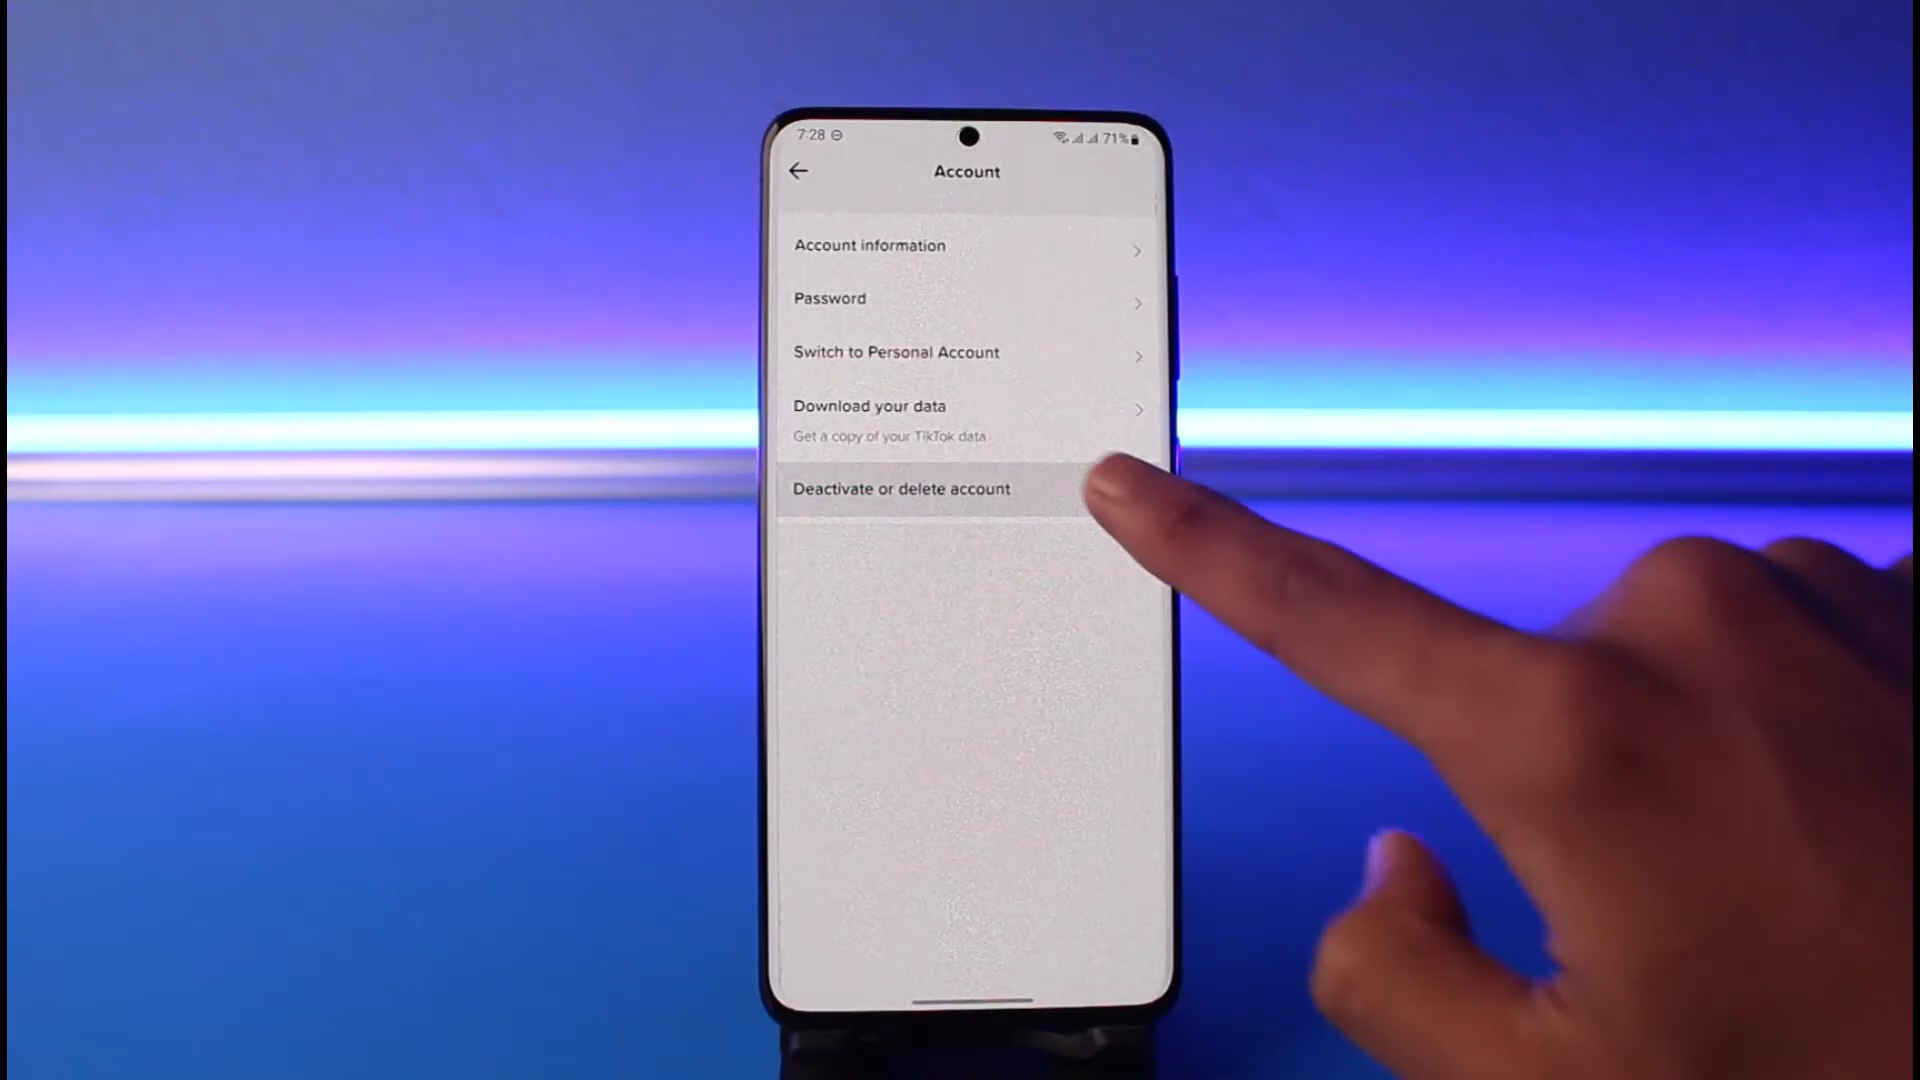 7:28
71%
Account
Account information
Password
Switch to Personal Account
Download your data
Get a copy of your TikTok data
Deactivate or delete account